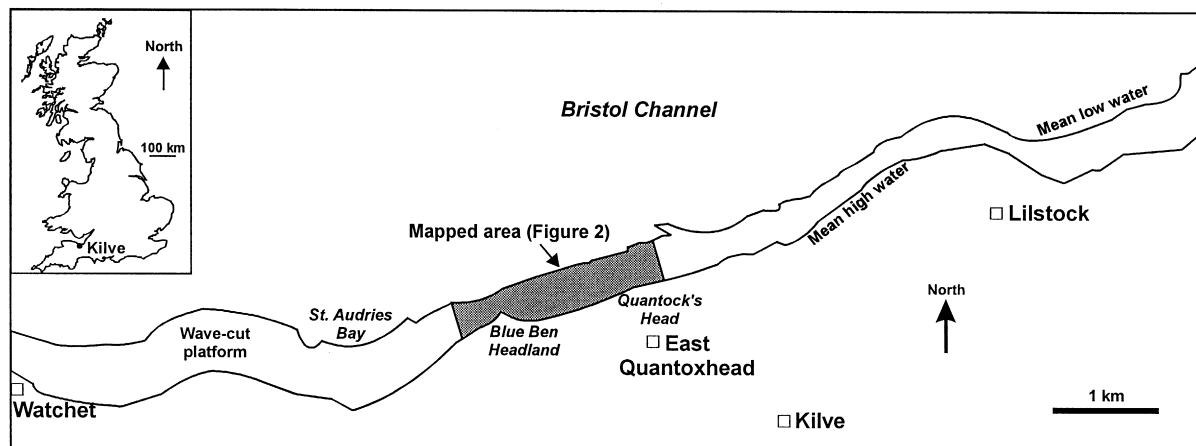 North
100 km
Kilve
Bristol Channel
Mean low water
Mean high water
Lilstock
Mapped area (Figure 2)
St. Audries
Bay
Quantock's
Head
Blue Ben
Headland
Wave-cut
platform
East
Quantoxhead
North
1 km
Watchet
Kilve